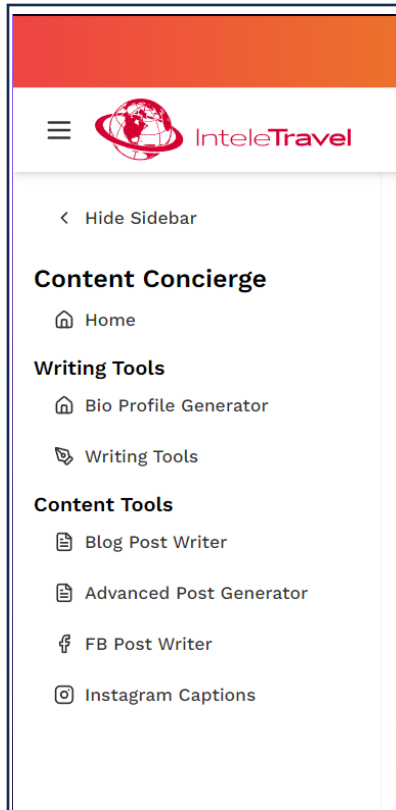 InteleTravel
Hide Sidebar
Content Concierge
Home
Writing Tools
Bio Profile Generator
Writing Tools
Content Tools
Blog Post Writer
Advanced Post Generator
FB Post Writer
Instagram Captions